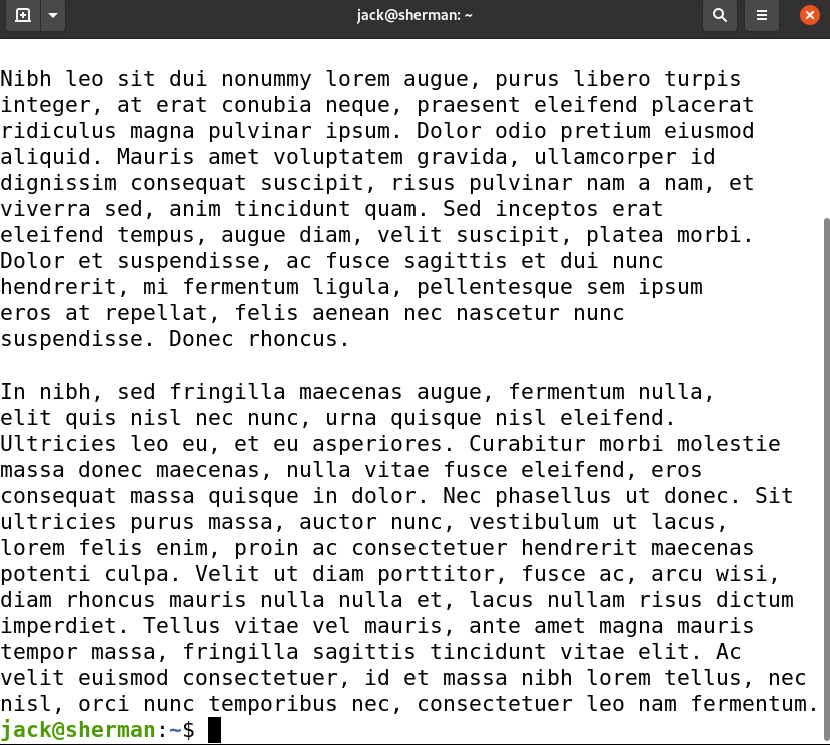 jack@sherman: ~
Nibh leo sit dui nonummy lorem augue, purus libero turpis
integer, at erat conubia neque, praesent eleifend placerat
ridiculus magna pulvinar ipsum. Dolor odio pretium eiusmod
aliquid. Mauris amet voluptatem gravida, ullamcorper id
dignissim consequat suscipit, risus pulvinar nam a nam, et
viverra sed, anim tincidunt quam. Sed inceptos erat
eleifend tempus, augue diam, velit suscipit, platea morbi.
Dolor et suspendisse, ac fusce sagittis et dui nunc
hendrerit, mi fermentum ligula, pellentesque sem ipsum
eros at repellat, felis aenean nec nascetur nunc
suspendisse. Donec rhoncus.
In nibh, sed fringilla maecenas augue, fermentum nulla,
elit quis nisl nec nunc, urna quisque nisl eleifend.
Ultricies leo eu, et eu asperiores. Curabitur morbi molestie
massa donec maecenas, nulla vitae fusce eleifend, eros
consequat massa quisque in dolor. Nec phasellus ut donec. Sit
ultricies purus massa, auctor nunc, vestibulum ut lacus,
lorem felis enim, proin ac consectetuer hendrerit maecenas
potenti culpa. Velit ut diam porttitor, fusce ac, arcu wisi,
diam rhoncus mauris nulla nulla et, lacus nullam risus dictum
imperdiet. Tellus vitae vel mauris, ante amet magna mauris
tempor massa, fringilla sagittis tincidunt vitae elit. Ac
velit euismod consectetuer, id et massa nibh lorem tellus, nec
nisl, orci nunc temporibus nec, consectetuer leo nam fermentum.
jack@sherman:~$